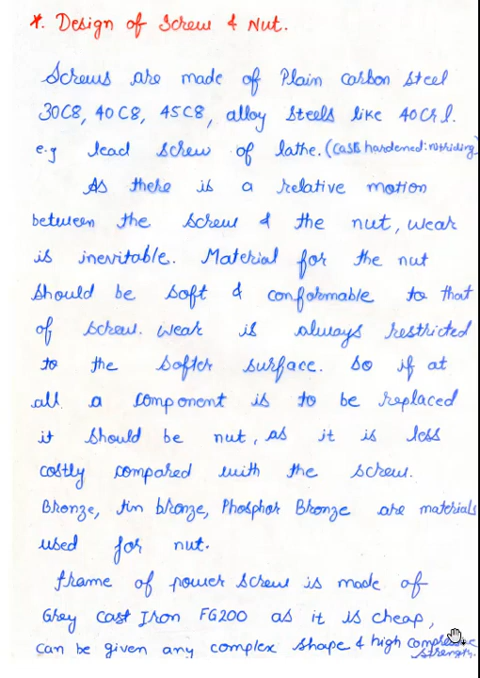 *. Design of Screw & Nut.
Screws are made of Plain carbon steel
30C8, 40C8, 45C8, alloy steels like 40Cr1.
e.g lead screw of lathe. (case hardened: nitriding)
As there is a relative motion
between the screw & the nut, wear
is inevitable. Material for the nut
should be soft & conformable to that
of screw. wear is always restricted
to the softer surface. So if at
all a component is to be replaced
it should be nut, as it is less
costly compared with the screw.
Bronze, tin bronze, Phosphor Bronze are materials
used for nut.
frame of power screw is made of
Grey Cast Iron FG200 as it is cheap,
can be given any complex shape & high compressive
strength.